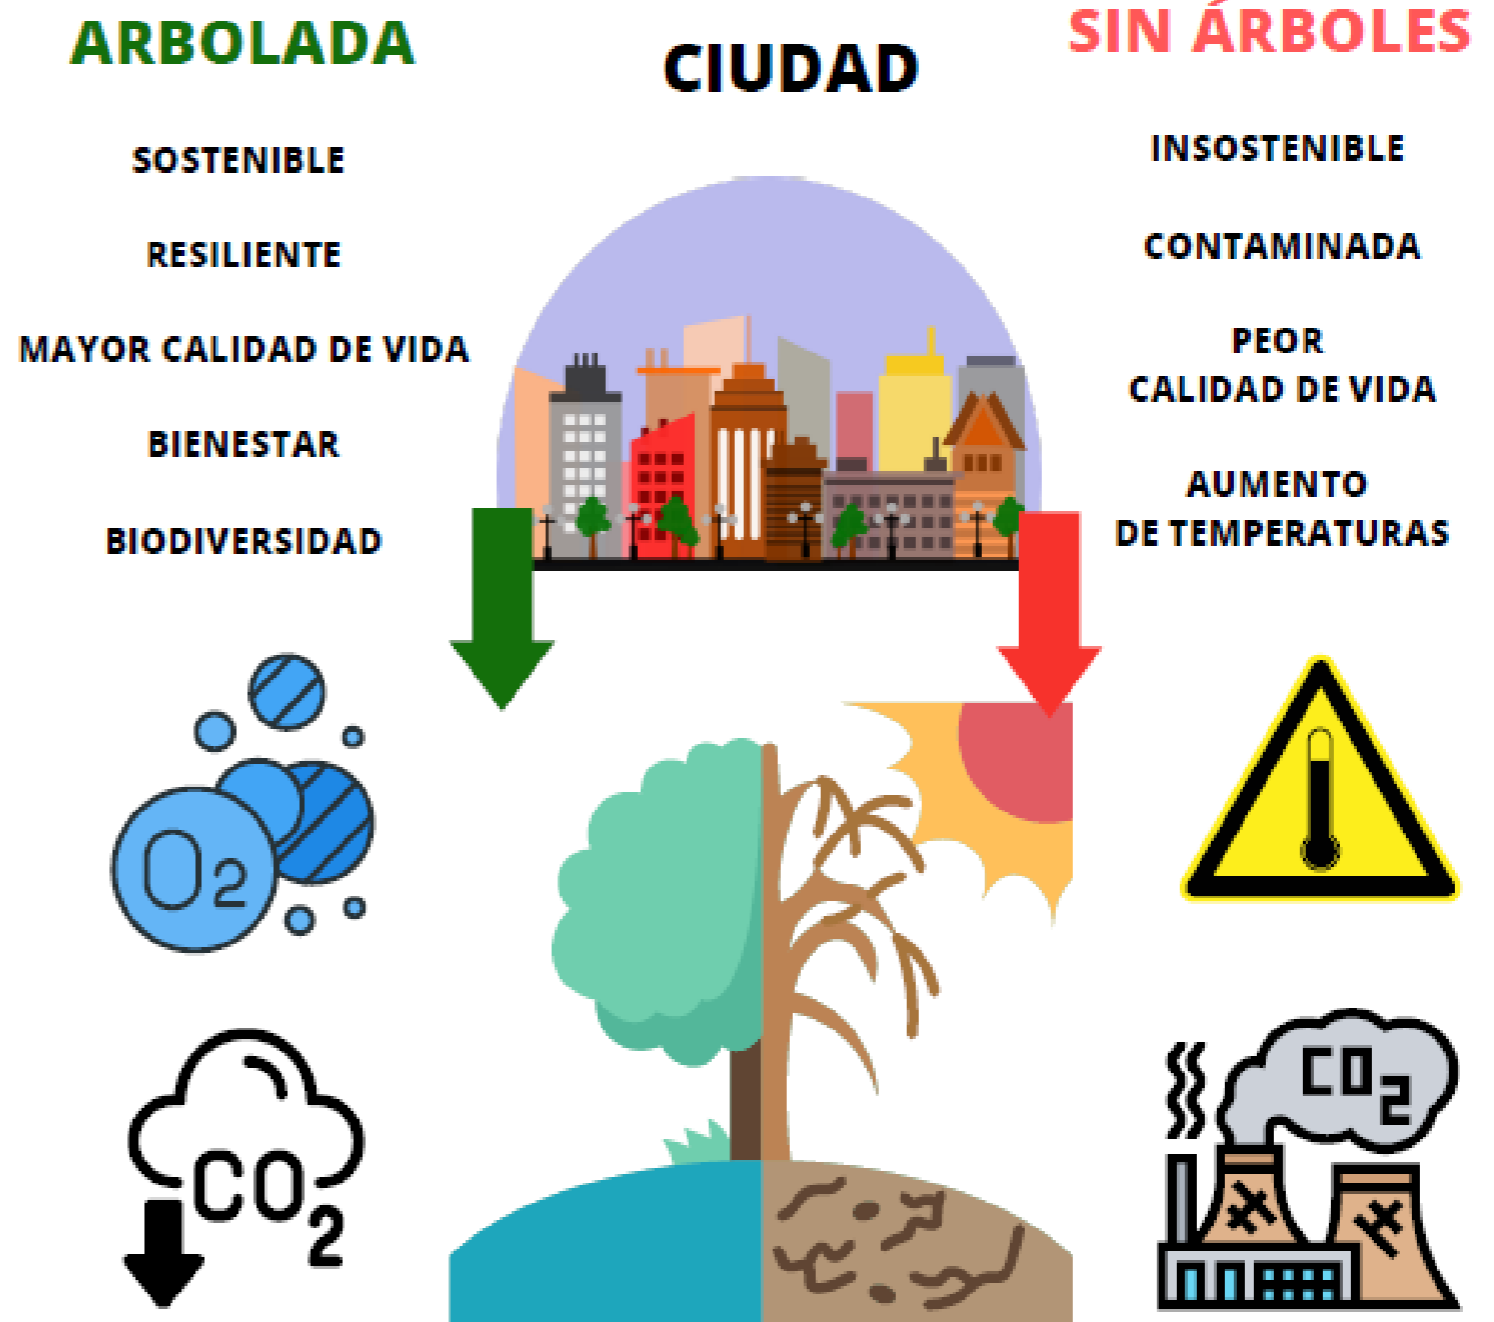 ARBOLADA
CIUDAD
SIN ÁRBOLES
SOSTENIBLE
RESILIENTE
MAYOR CALIDAD DE VIDA
BIENESTAR
BIODIVERSIDAD
INSOSTENIBLE
CONTAMINADA
PEOR
CALIDAD DE VIDA
AUMENTO
DE TEMPERATURAS
O2
CO2
CO2